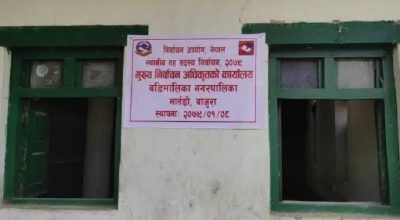 निर्वाचन आयोग, नेपाल
स्थानीय तह सदस्य निर्वाचन, २०७९
मुख्य निर्वाचन अधिकृतको कार्यालय
बडिमालिका नगरपालिका
मार्तडी, बाजुरा
स्थापनाः २०७९/०१/०८